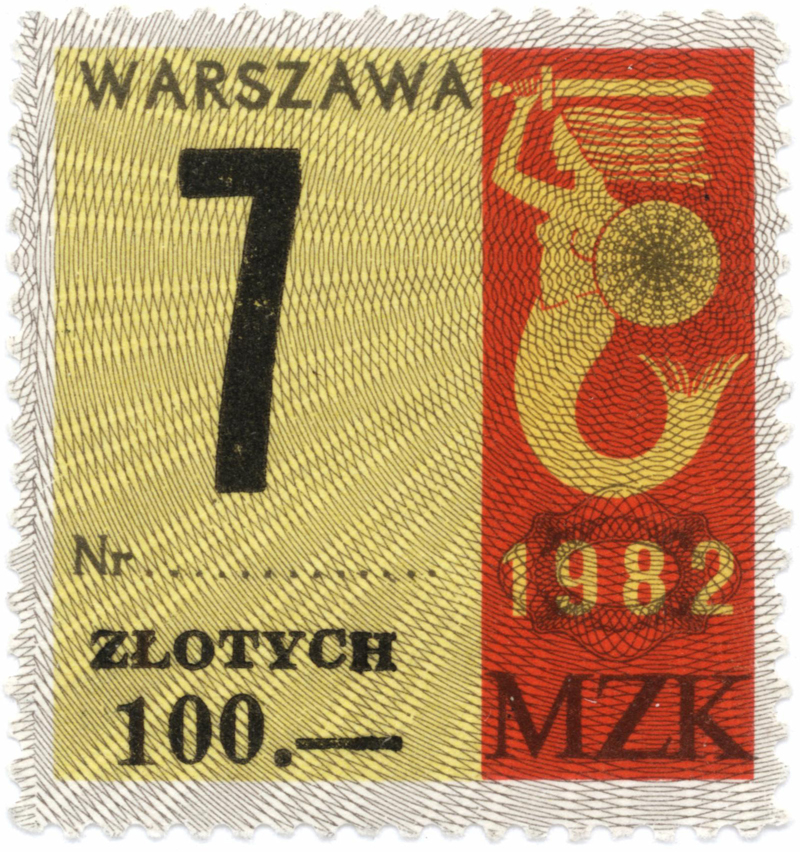 WARSZAWA
7
Nr..............
ZŁOTYCH
100.—
1982
MZK